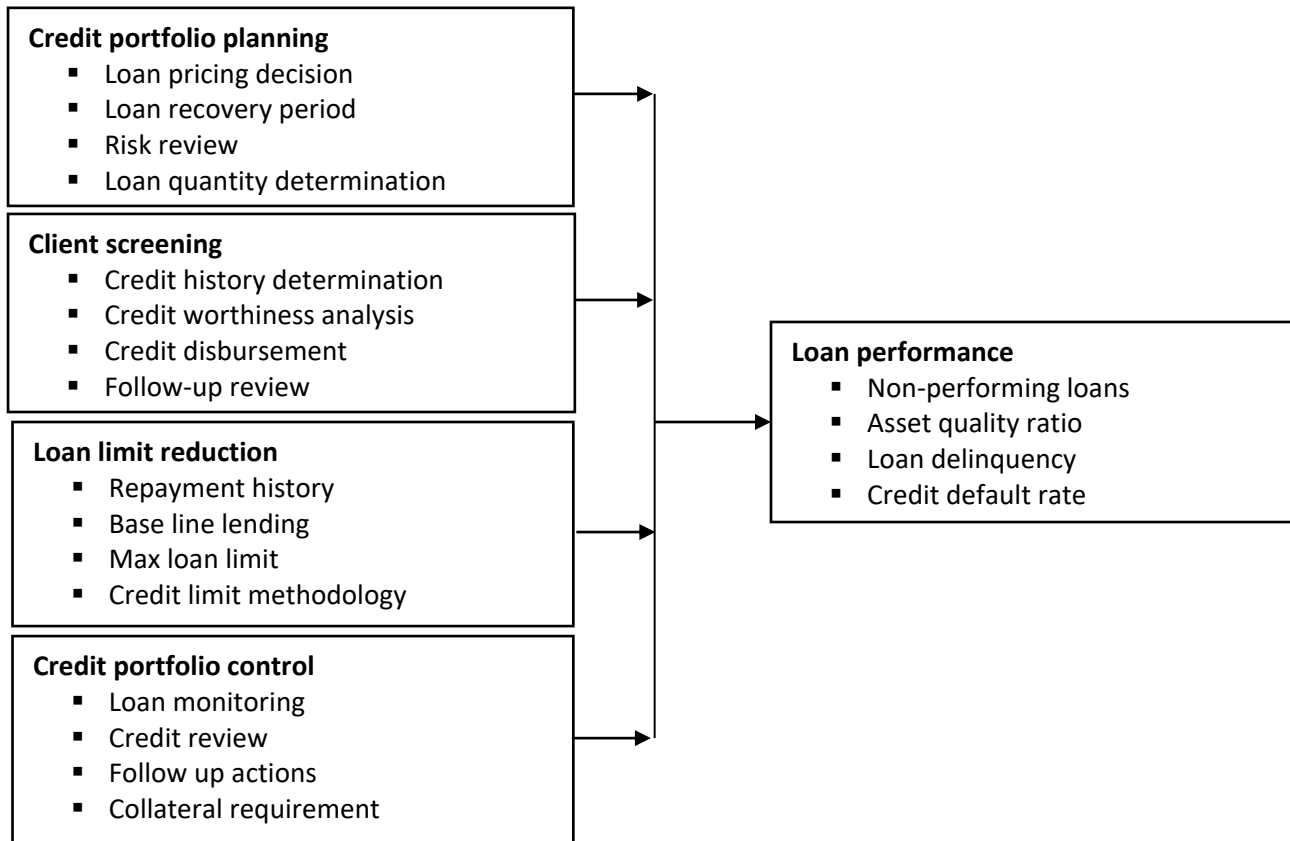 Credit portfolio planning
▪ Loan pricing decision
▪ Loan recovery period
▪ Risk review
▪ Loan quantity determination
Client screening
▪ Credit history determination
▪ Credit worthiness analysis
▪ Credit disbursement
▪ Follow-up review
Loan limit reduction
▪ Repayment history
▪ Base line lending
▪ Max loan limit
▪ Credit limit methodology
Credit portfolio control
▪ Loan monitoring
▪ Credit review
▪ Follow up actions
▪ Collateral requirement
Loan performance
▪ Non-performing loans
▪ Asset quality ratio
▪ Loan delinquency
▪ Credit default rate